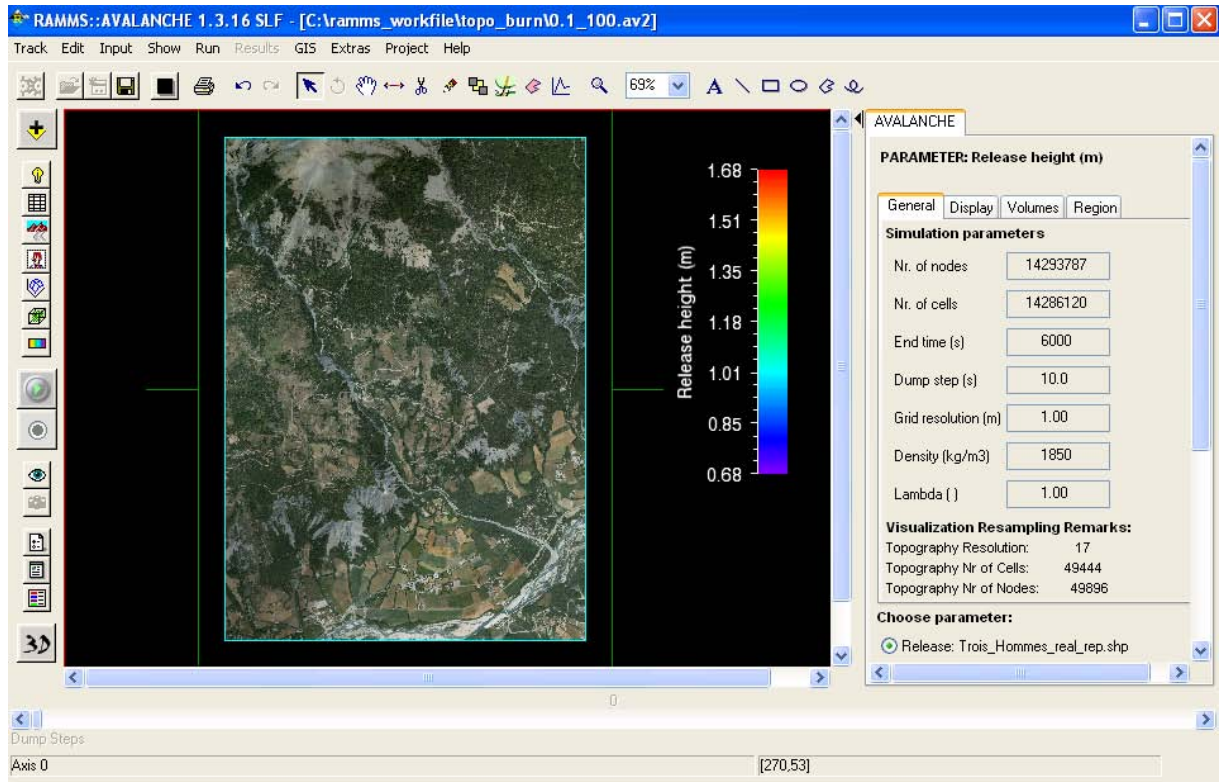 RAMMS::AVALANCHE 1.3.16 SLF - [C:\ramms_workfile\topo_burn\0.1_100.av2]
Track Edit Input Show Run Results GIS Extras Project Help
69%
A
AVALANCHE
PARAMETER: Release height (m)
General Display Volumes Region
Simulation parameters
Nr. of nodes 14293787
Nr. of cells 14286120
End time (s) 6000
Dump step (s) 10.0
Grid resolution (m) 1.00
Density (kg/m3) 1850
Lambda ( ) 1.00
Visualization Resampling Remarks:
Topography Resolution: 17
Topography Nr of Cells: 49444
Topography Nr of Nodes: 49896
Choose parameter:
Release: Trois_Hommes_real_rep.shp
Release height (m)
1.68
1.51
1.35
1.18
1.01
0.85
0.68
3D
0
Dump Steps
Axis 0
[270,53]